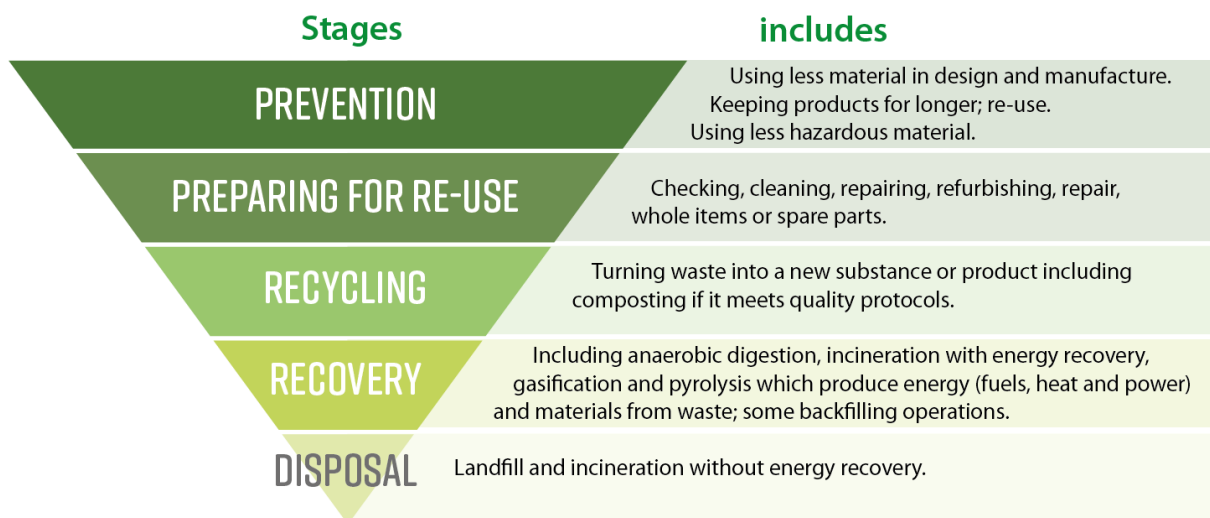 Stages
includes
PREVENTION
Using less material in design and manufacture.
Keeping products for longer; re-use.
Using less hazardous material.
PREPARING FOR RE-USE
Checking, cleaning, repairing, refurbishing, repair,
whole items or spare parts.
RECYCLING
Turning waste into a new substance or product including
composting if it meets quality protocols.
RECOVERY
Including anaerobic digestion, incineration with energy recovery,
gasification and pyrolysis which produce energy (fuels, heat and power)
and materials from waste; some backfilling operations.
DISPOSAL
Landfill and incineration without energy recovery.